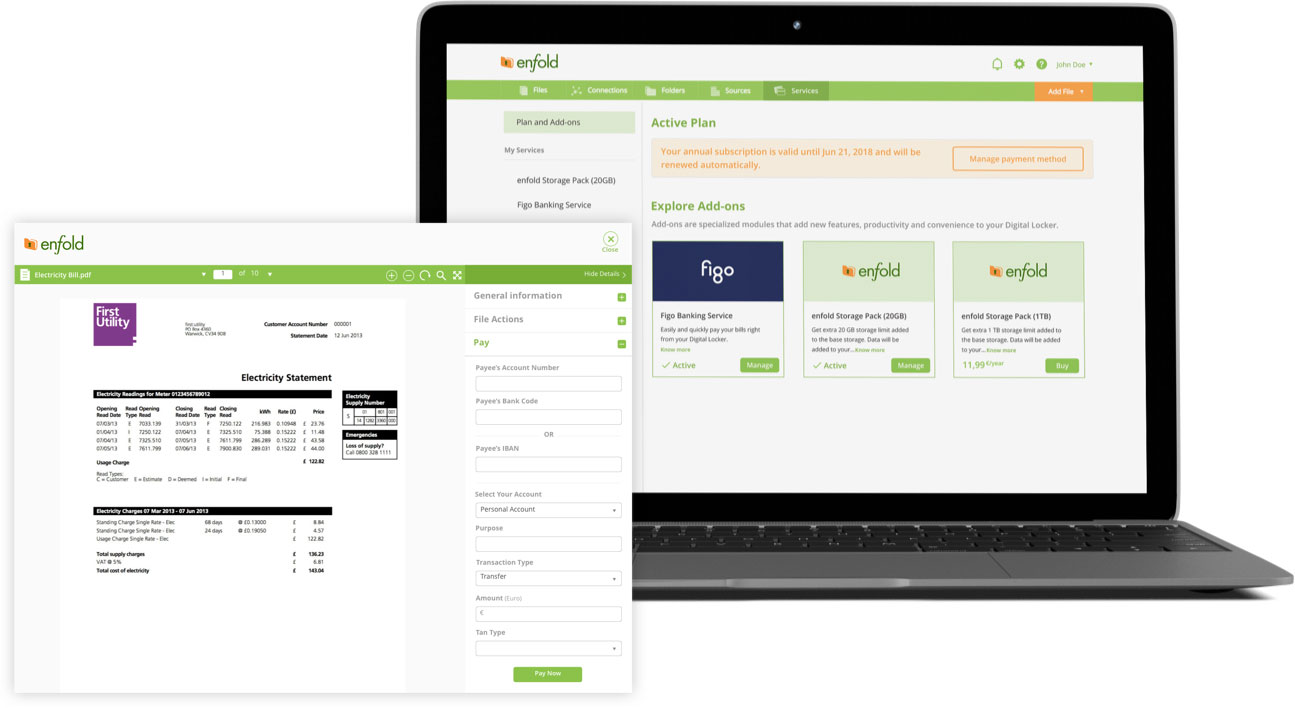 enfold
John Doe
Files
Connections
Folders
Sources
Services
Add File
Plan and Add-ons
My Services
enfold Storage Pack (20GB)
Figo Banking Service
Active Plan
Your annual subscription is valid until Jun 21, 2018 and will be
renewed automatically.
Manage payment method
Explore Add-ons
Add-ons are specialized modules that add new features, productivity and convenience to your Digital Locker.
figo
Figo Banking Service
Easily and quickly pay your bills right
from your Digital Locker.
Know more
Active
Manage
enfold
enfold Storage Pack (20GB)
Get extra 20 GB storage limit added
to the base storage. Data will be
added to your...Know more
Active
Manage
enfold
enfold Storage Pack (1TB)
Get extra 1 TB storage limit added to
the base storage. Data will be added
to your...Know more
11,99 €/year
Buy
enfold
Close
Electricity Bill.pdf
1 of 10
Hide Details
First
Utility
First utility
PO Box 4360
Warwick, CV34 9DB
Customer Account Number 000001
Statement Date 12 Jun 2013
Electricity Statement
Electricity Readings for Meter 0123456789012
Opening Read Opening Closing Read Closing
Read Date Type Read Read Date Type Read kWh Rate (£) Price
07/03/13 E 7033.139 31/03/13 F 7250.122 216.983 0.10948 £ 23.76
01/04/13 I 7250.122 07/04/13 E 7325.510 75.388 0.15222 £ 11.48
07/04/13 E 7325.510 07/05/13 E 7611.799 286.289 0.15222 £ 43.58
07/05/13 E 7611.799 07/06/13 E 7900.830 289.031 0.15222 £ 44.00
Usage Charge £ 122.82
Read Types:
C = Customer E = Estimate D = Deemed I = Initial F = Final
Electricity
Supply Number
S 01 801 001
14
Emergencies
Loss of supply?
Call 0800 328 1111
Electricity Charges 07 Mar 2013 - 07 Jun 2013
Standing Charge Single Rate - Elec 68 days @ £0.13000 £ 8.84
Standing Charge Single Rate - Elec 24 days @ £0.19050 £ 4.57
Usage Charge Single Rate - Elec £ 122.82
Total supply charges £ 136.23
VAT @ 5% £ 6.81
Total cost of electricity £ 143.04
General information
File Actions
Pay
Payee's Account Number
Payee's Bank Code
OR
Payee's IBAN
Select Your Account
Personal Account
Purpose
Transaction Type
Transfer
Amount (Euro)
€
Tan Type
Pay Now